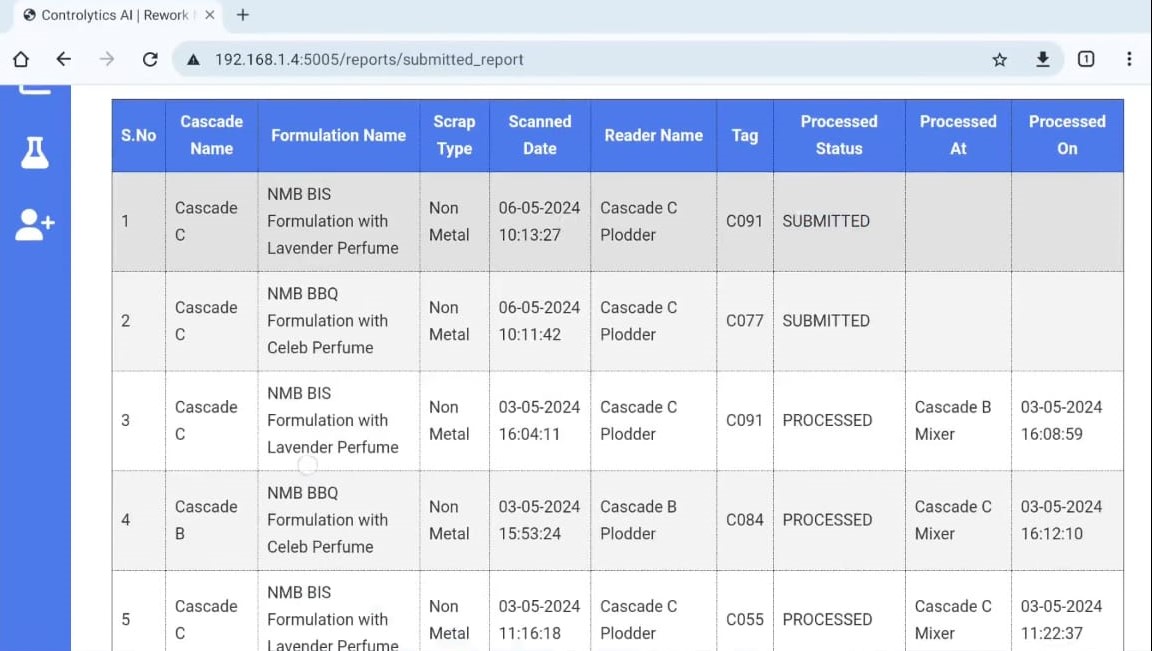 Controlytics AI | Rework
192.168.1.4:5005/reports/submitted_report
1
S.No Cascade Name Formulation Name Scrap Type Scanned Date Reader Name Tag Processed Status Processed At Processed On
1 Cascade C NMB BIS Formulation with Lavender Perfume Non Metal 06-05-2024 10:13:27 Cascade C Plodder C091 SUBMITTED
2 Cascade C NMB BBQ Formulation with Celeb Perfume Non Metal 06-05-2024 10:11:42 Cascade C Plodder C077 SUBMITTED
3 Cascade C NMB BIS Formulation with Lavender Perfume Non Metal 03-05-2024 16:04:11 Cascade C Plodder C091 PROCESSED Cascade B Mixer 03-05-2024 16:08:59
4 Cascade B NMB BBQ Formulation with Celeb Perfume Non Metal 03-05-2024 15:53:24 Cascade B Plodder C084 PROCESSED Cascade C Mixer 03-05-2024 16:12:10
5 Cascade C NMB BIS Formulation with Lavender Perfume Non Metal 03-05-2024 11:16:18 Cascade C Plodder C055 PROCESSED Cascade C Mixer 03-05-2024 11:22:37